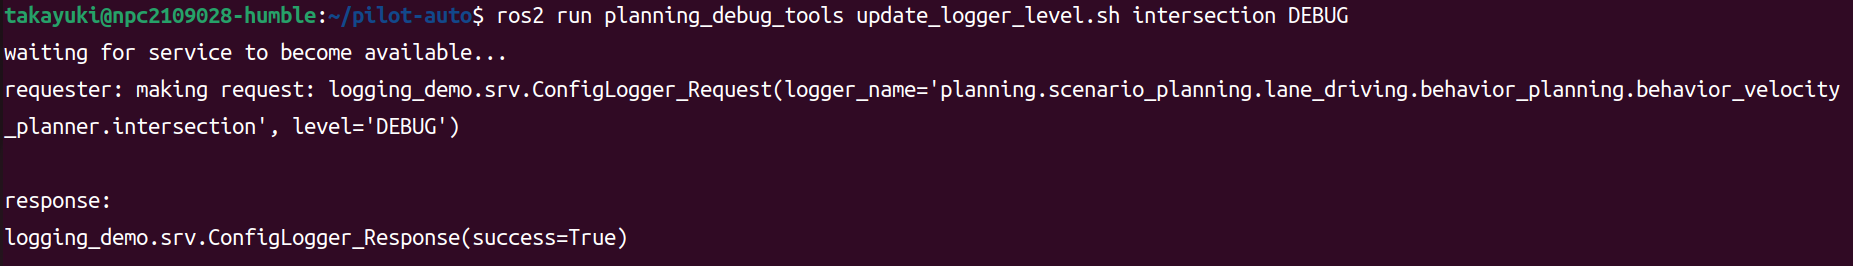 takayuki@npc2109028-humble:~/pilot-auto$ ros2 run planning_debug_tools update_logger_level.sh intersection DEBUG
waiting for service to become available...
requester: making request: logging_demo.srv.ConfigLogger_Request(logger_name='planning.scenario_planning.lane_driving.behavior_planning.behavior_velocity
_planner.intersection', level='DEBUG')
response:
logging_demo.srv.ConfigLogger_Response(success=True)